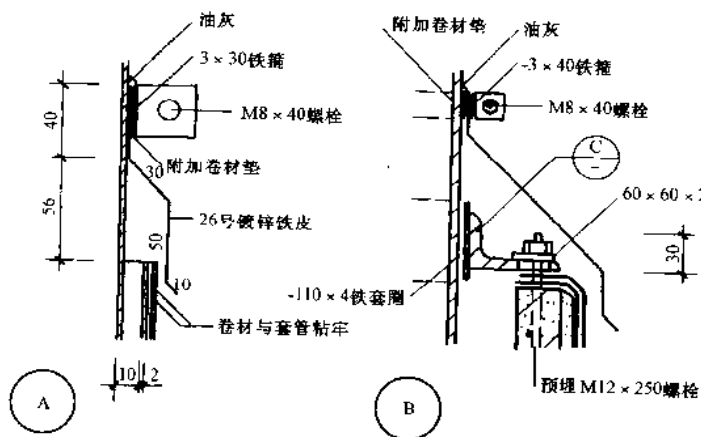 油灰
3×30铁箍
M8×40螺栓
40
30
附加卷材垫
56
26号镀锌铁皮
50
10
卷材与套管粘牢
10
2
A
附加卷材垫
油灰
-3×40铁箍
M8×40螺栓
C
60×60×
30
-110×4铁套圈
预埋M12×250螺栓
B